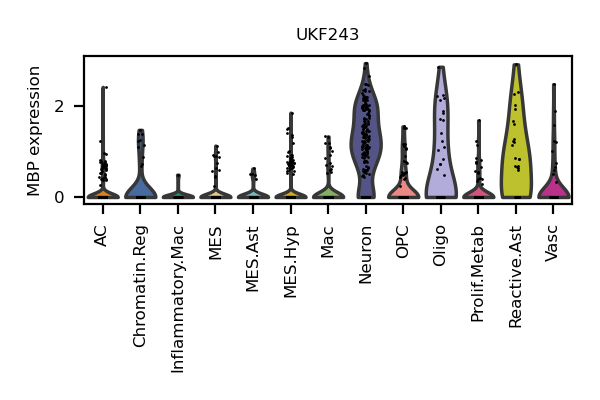 UKF243
MBP expression
2
0
AC
Chromatin.Reg
Inflammatory.Mac
MES
MES.Ast
MES.Hyp
Mac
Neuron
OPC
Oligo
Prolif.Metab
Reactive.Ast
Vasc